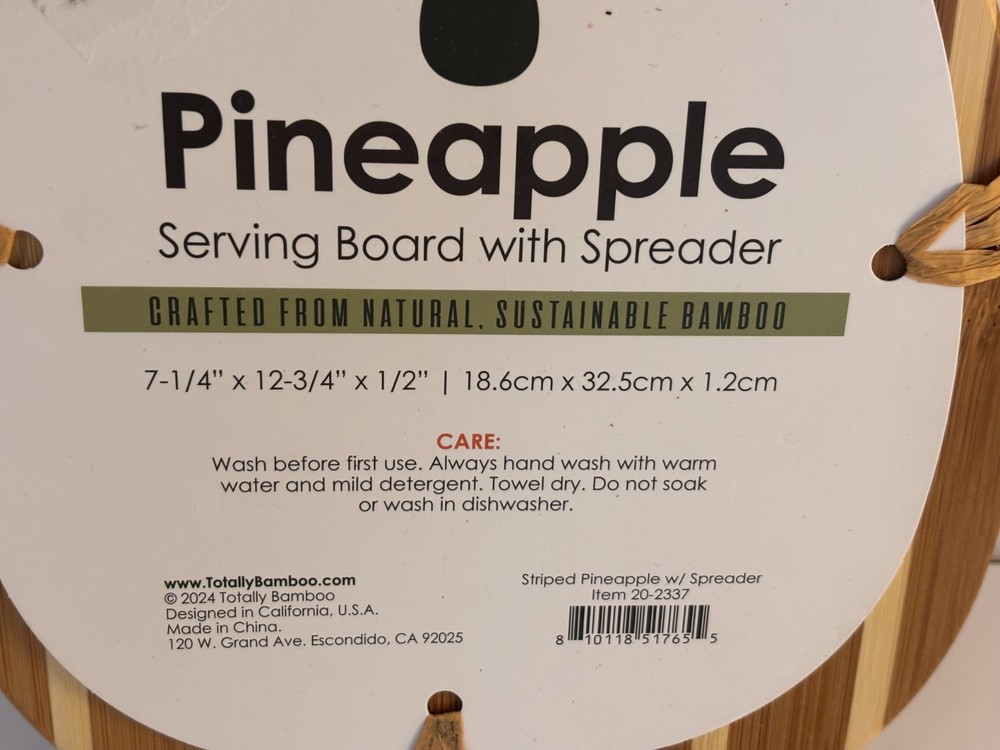 Pineapple
Serving Board with Spreader
CRAFTED FROM NATURAL, SUSTAINABLE BAMBOO
7-1/4” x 12-3/4” x 1/2” | 18.6cm x 32.5cm x 1.2cm
CARE:
Wash before first use. Always hand wash with warm
water and mild detergent. Towel dry. Do not soak
or wash in dishwasher.
www.TotallyBamboo.com
© 2024 Totally Bamboo
Designed in California, U.S.A.
Made in China.
120 W. Grand Ave. Escondido, CA 92025
Striped Pineapple w/ Spreader
Item 20-2337
8 10118 51765 5